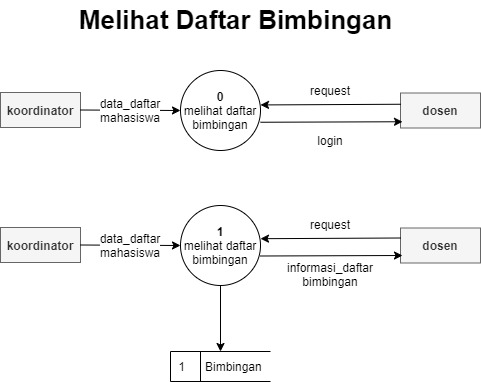 Melihat Daftar Bimbingan
koordinator
data_daftar
mahasiswa
0
melihat daftar
bimbingan
request
login
dosen
koordinator
data_daftar
mahasiswa
1
melihat daftar
bimbingan
request
informasi_daftar
bimbingan
dosen
1 Bimbingan